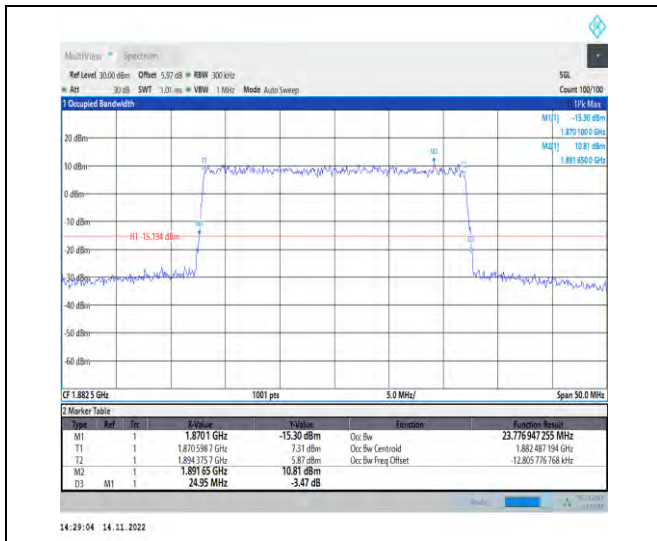 MultiView Spectrum
Ref Level 30.00 dBm Offset 5.97 dB RBW 300 kHz SGL
Att 30 dB SWT 1.01 ms VBW 1 MHz Mode Auto Sweep Count 100/100
1 Occupied Bandwidth 1Pk Max
M1[1] -15.30 dBm
1.870 100 0 GHz
M2[1] 10.81 dBm
1.891 650 0 GHz
20 dBm
M2
T1
10 dBm
0 dBm
-10 dBm
H1 -15.194 dBm
-20 dBm
-30 dBm
-40 dBm
-50 dBm
-60 dBm
CF 1.882 5 GHz 1001 pts 5.0 MHz/ Span 50.0 MHz
2 Marker Table
Type Ref Trc X-Value Y-Value Function Function Result
M1 1 1.8701 GHz -15.30 dBm Occ Bw 23.776 947 255 MHz
T1 1 1.870 598 7 GHz 7.31 dBm Occ Bw Centroid 1.882 487 194 GHz
T2 1 1.894 375 7 GHz 5.87 dBm Occ Bw Freq Offset -12.805 776 768 kHz
M2 1 1.891 65 GHz 10.81 dBm
D3 M1 1 24.95 MHz -3.47 dB
14:29:04 14.11.2022